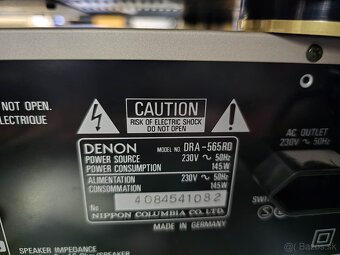 NOT OPEN.
ELECTRIQUE
CAUTION
RISK OF ELECTRIC SHOCK
DO NOT OPEN
DENON
MODEL NO. DRA-565RD
POWER SOURCE 230V ~ 50Hz
POWER CONSUMPTION 145W
ALIMENTATION 230V ~ 50Hz
CONSOMMATION 145W
No 4084541082
NIPPON COLUMBIA CO., LTD.
MADE IN GERMANY
AC OUTLET
230V ~ 50Hz
SPEAKER IMPEDANCE
bazar.sk